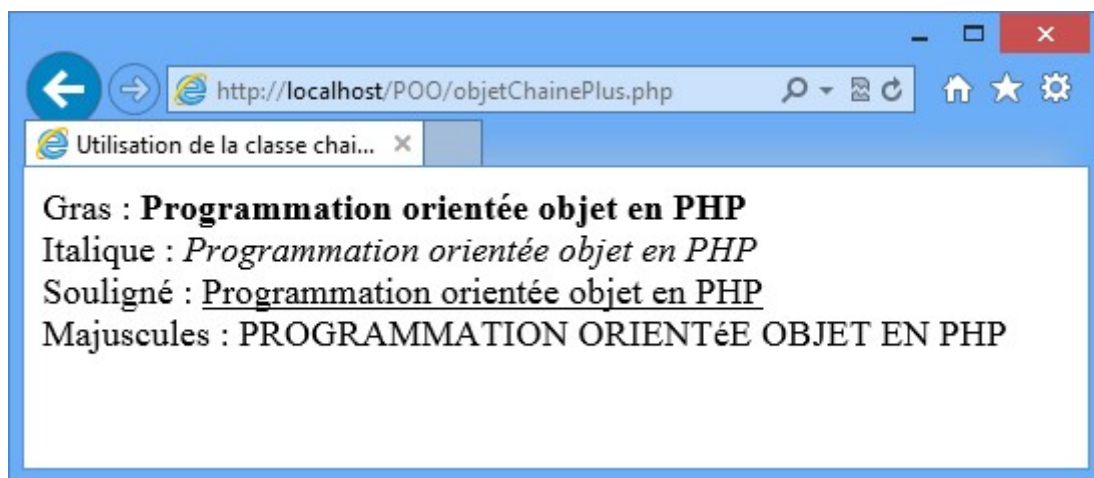 http://localhost/POO/objetChainePlus.php
Utilisation de la classe chai...
Gras : Programmation orientée objet en PHP
Italique : Programmation orientée objet en PHP
Souligné : Programmation orientée objet en PHP
Majuscules : PROGRAMMATION ORIENTéE OBJET EN PHP